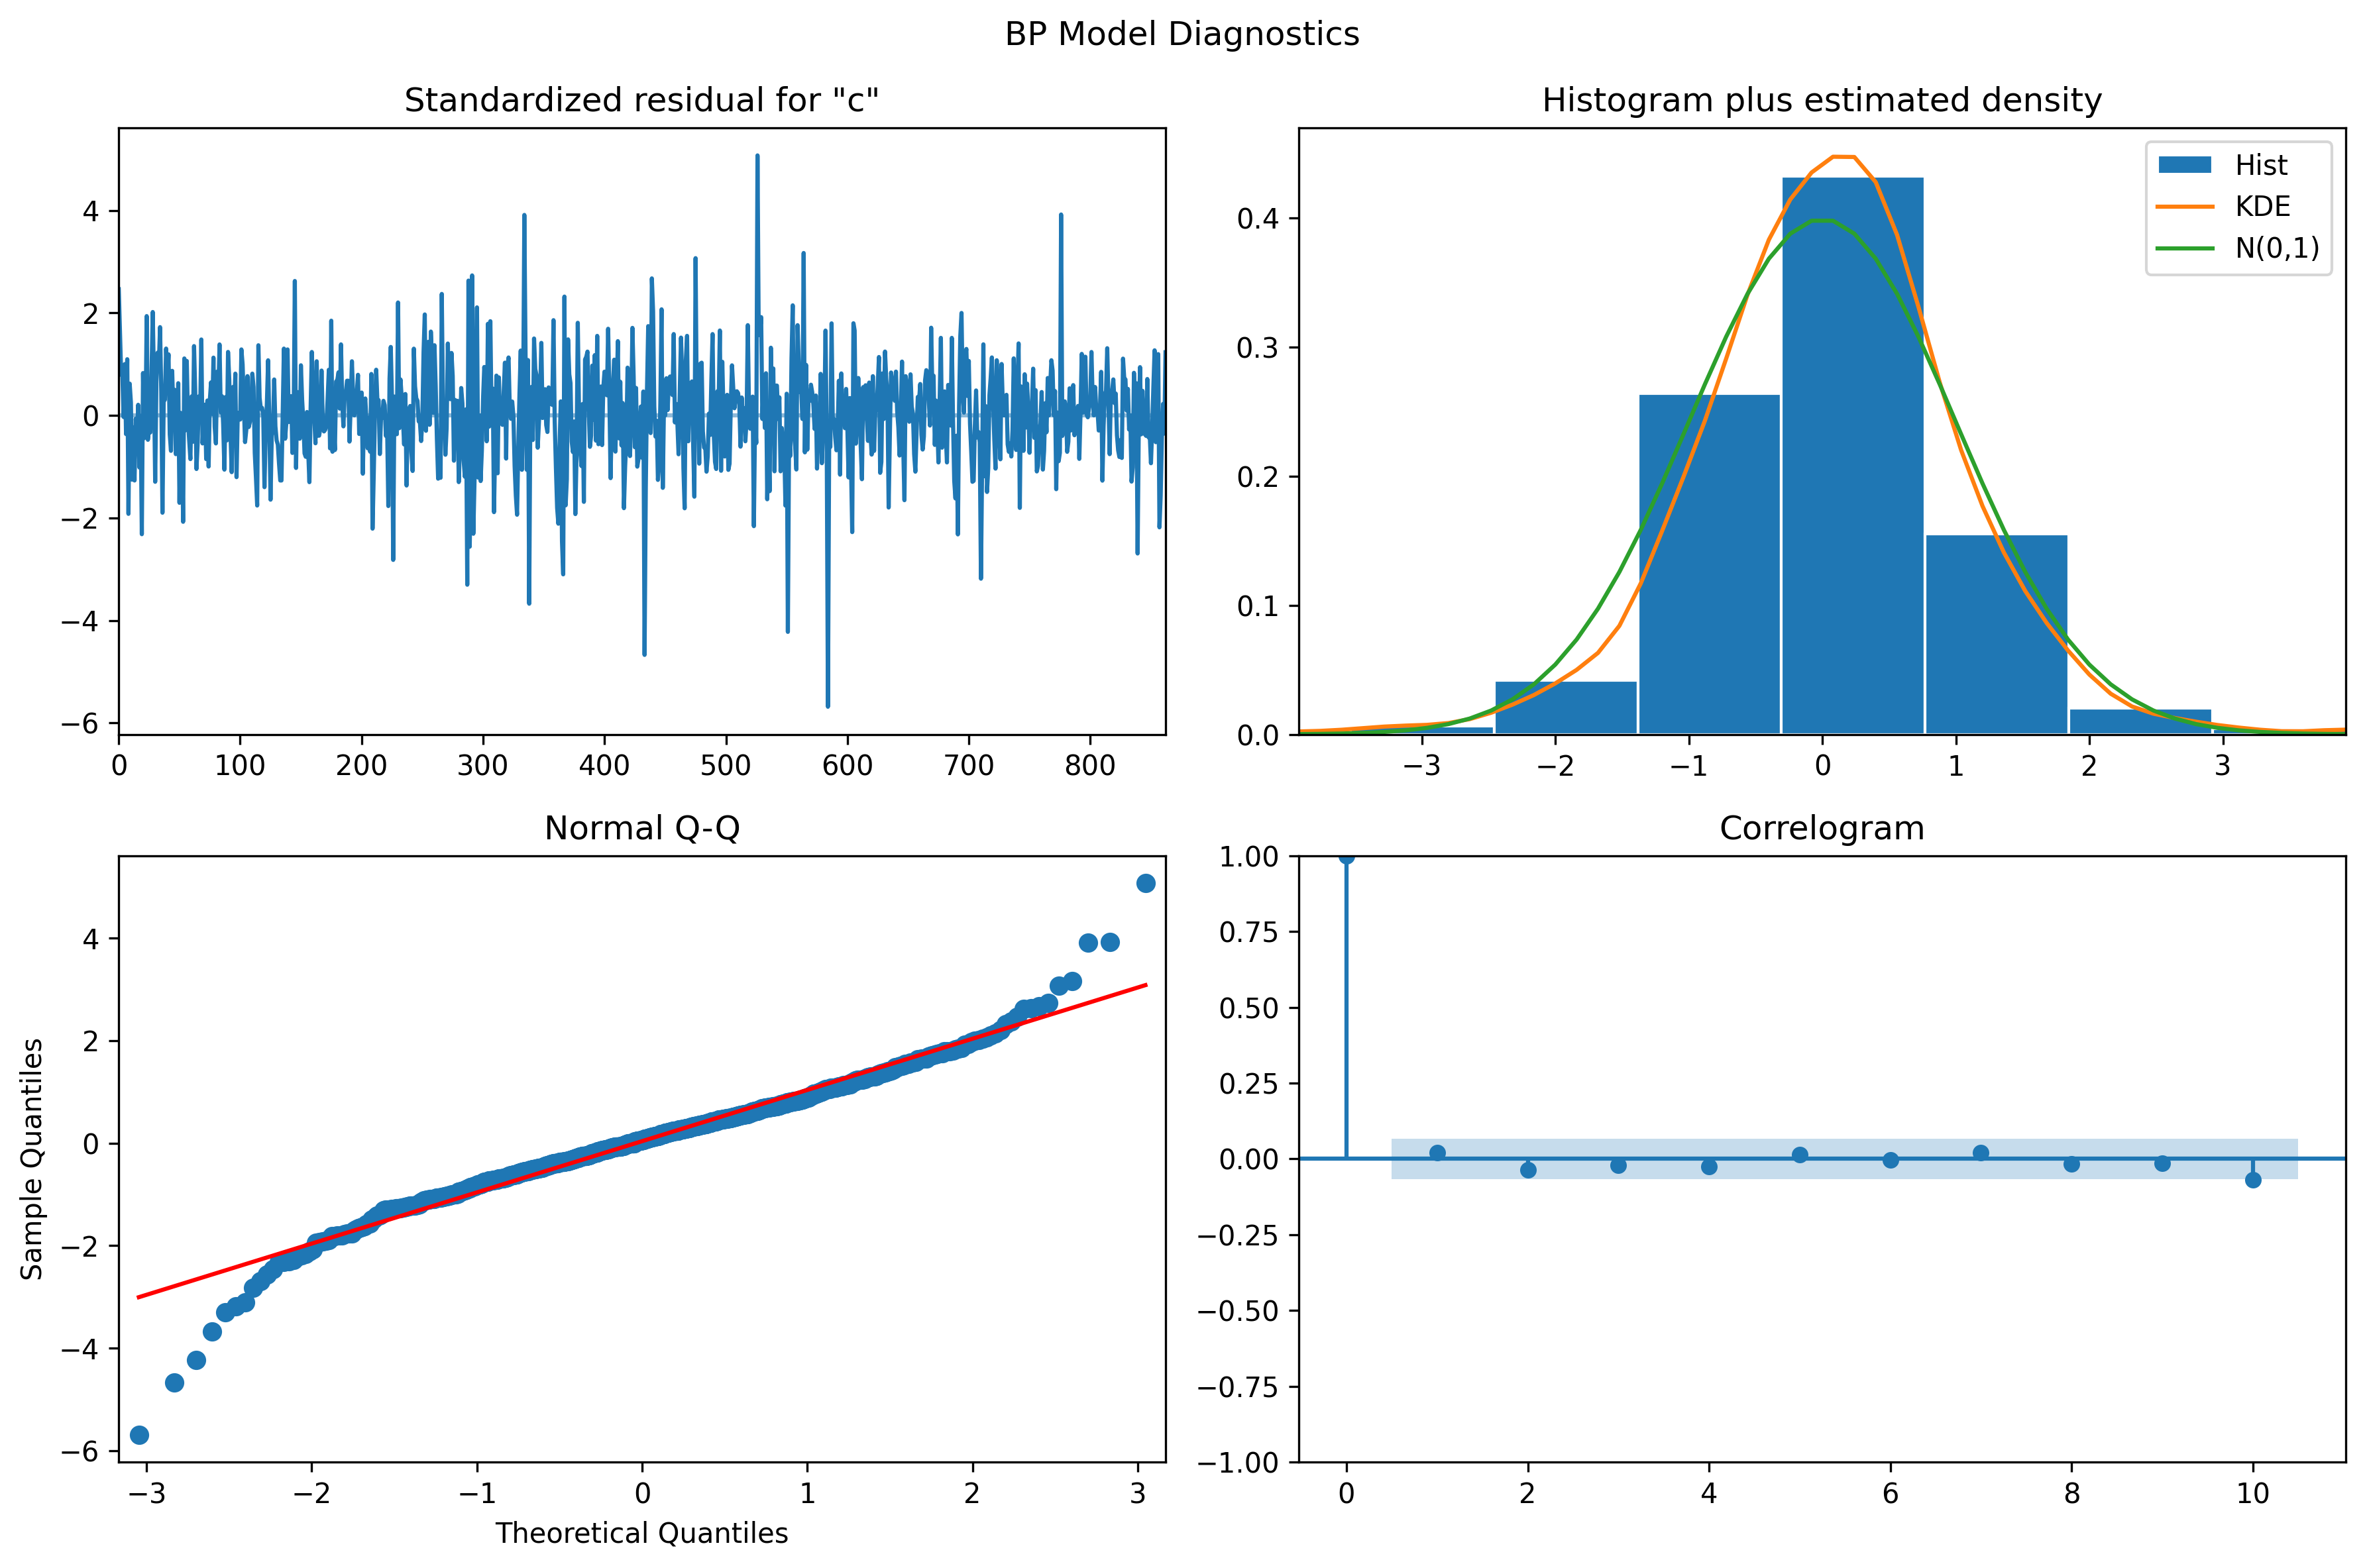 BP Model Diagnostics
Standardized residual for "c"
4
2
0
−2
−4
−6
0 100 200 300 400 500 600 700 800
Histogram plus estimated density
Hist
KDE
N(0,1)
0.4
0.3
0.2
0.1
0.0
−3 −2 −1 0 1 2 3
Normal Q-Q
Sample Quantiles
4
2
0
−2
−4
−6
−3 −2 −1 0 1 2 3
Theoretical Quantiles
Correlogram
1.00
0.75
0.50
0.25
0.00
−0.25
−0.50
−0.75
−1.00
0 2 4 6 8 10